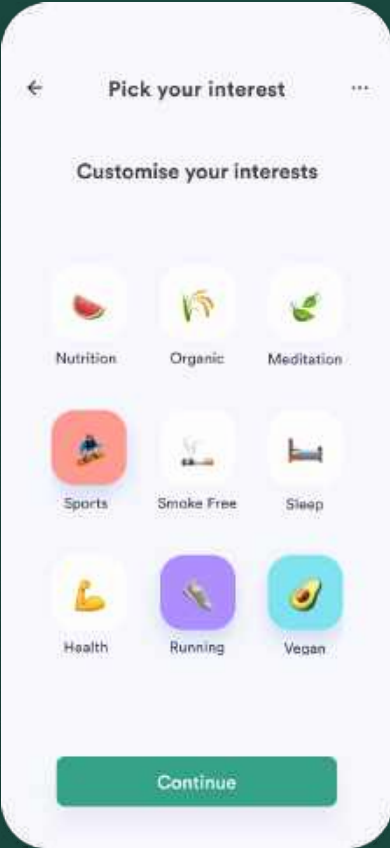 Pick your interest
Customise your interests
Nutrition Organic Meditation
Sports Smoke Free Sleep
Health Running Vegan
Continue